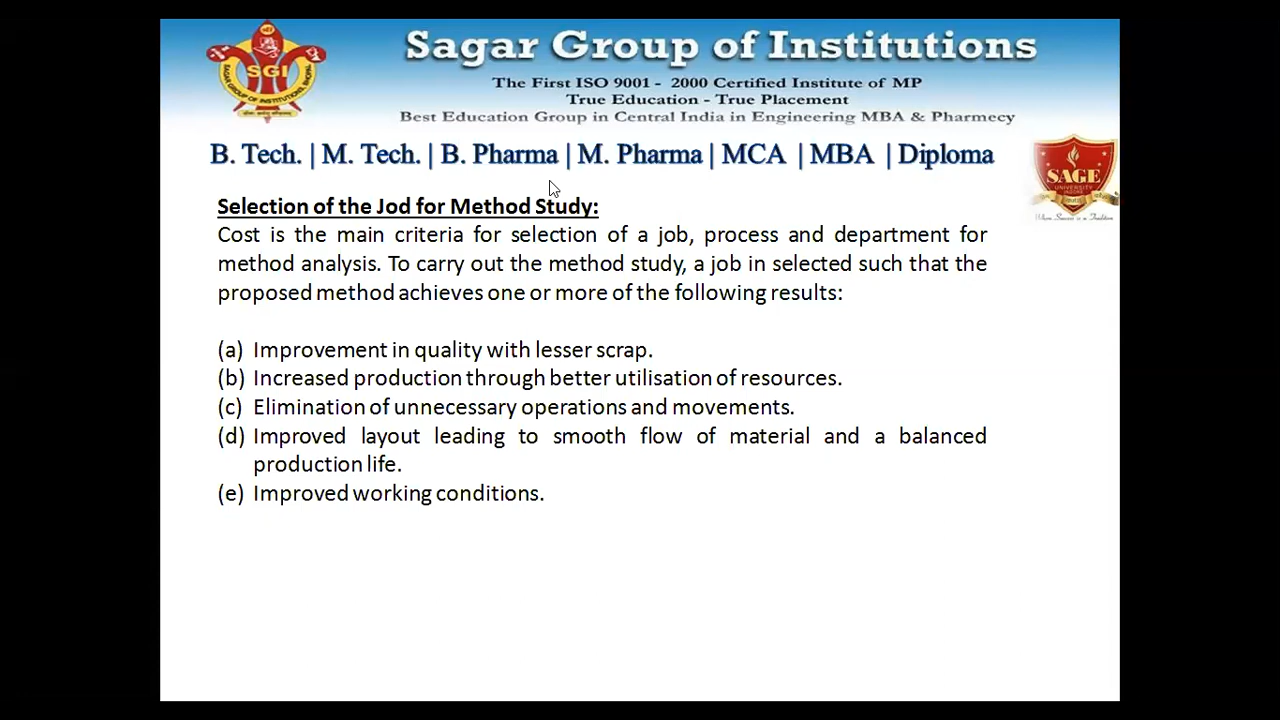 Sagar Group of Institutions
The First ISO 9001 - 2000 Certified Institute of MP
True Education - True Placement
Best Education Group in Central India in Engineering MBA & Pharmecy
SGI
B. Tech. | M. Tech. | B. Pharma | M. Pharma | MCA | MBA | Diploma
SAGE
UNIVERSITY
Selection of the Jod for Method Study:
Cost is the main criteria for selection of a job, process and department for
method analysis. To carry out the method study, a job in selected such that the
proposed method achieves one or more of the following results:
(a) Improvement in quality with lesser scrap.
(b) Increased production through better utilisation of resources.
(c) Elimination of unnecessary operations and movements.
(d) Improved layout leading to smooth flow of material and a balanced
production life.
(e) Improved working conditions.